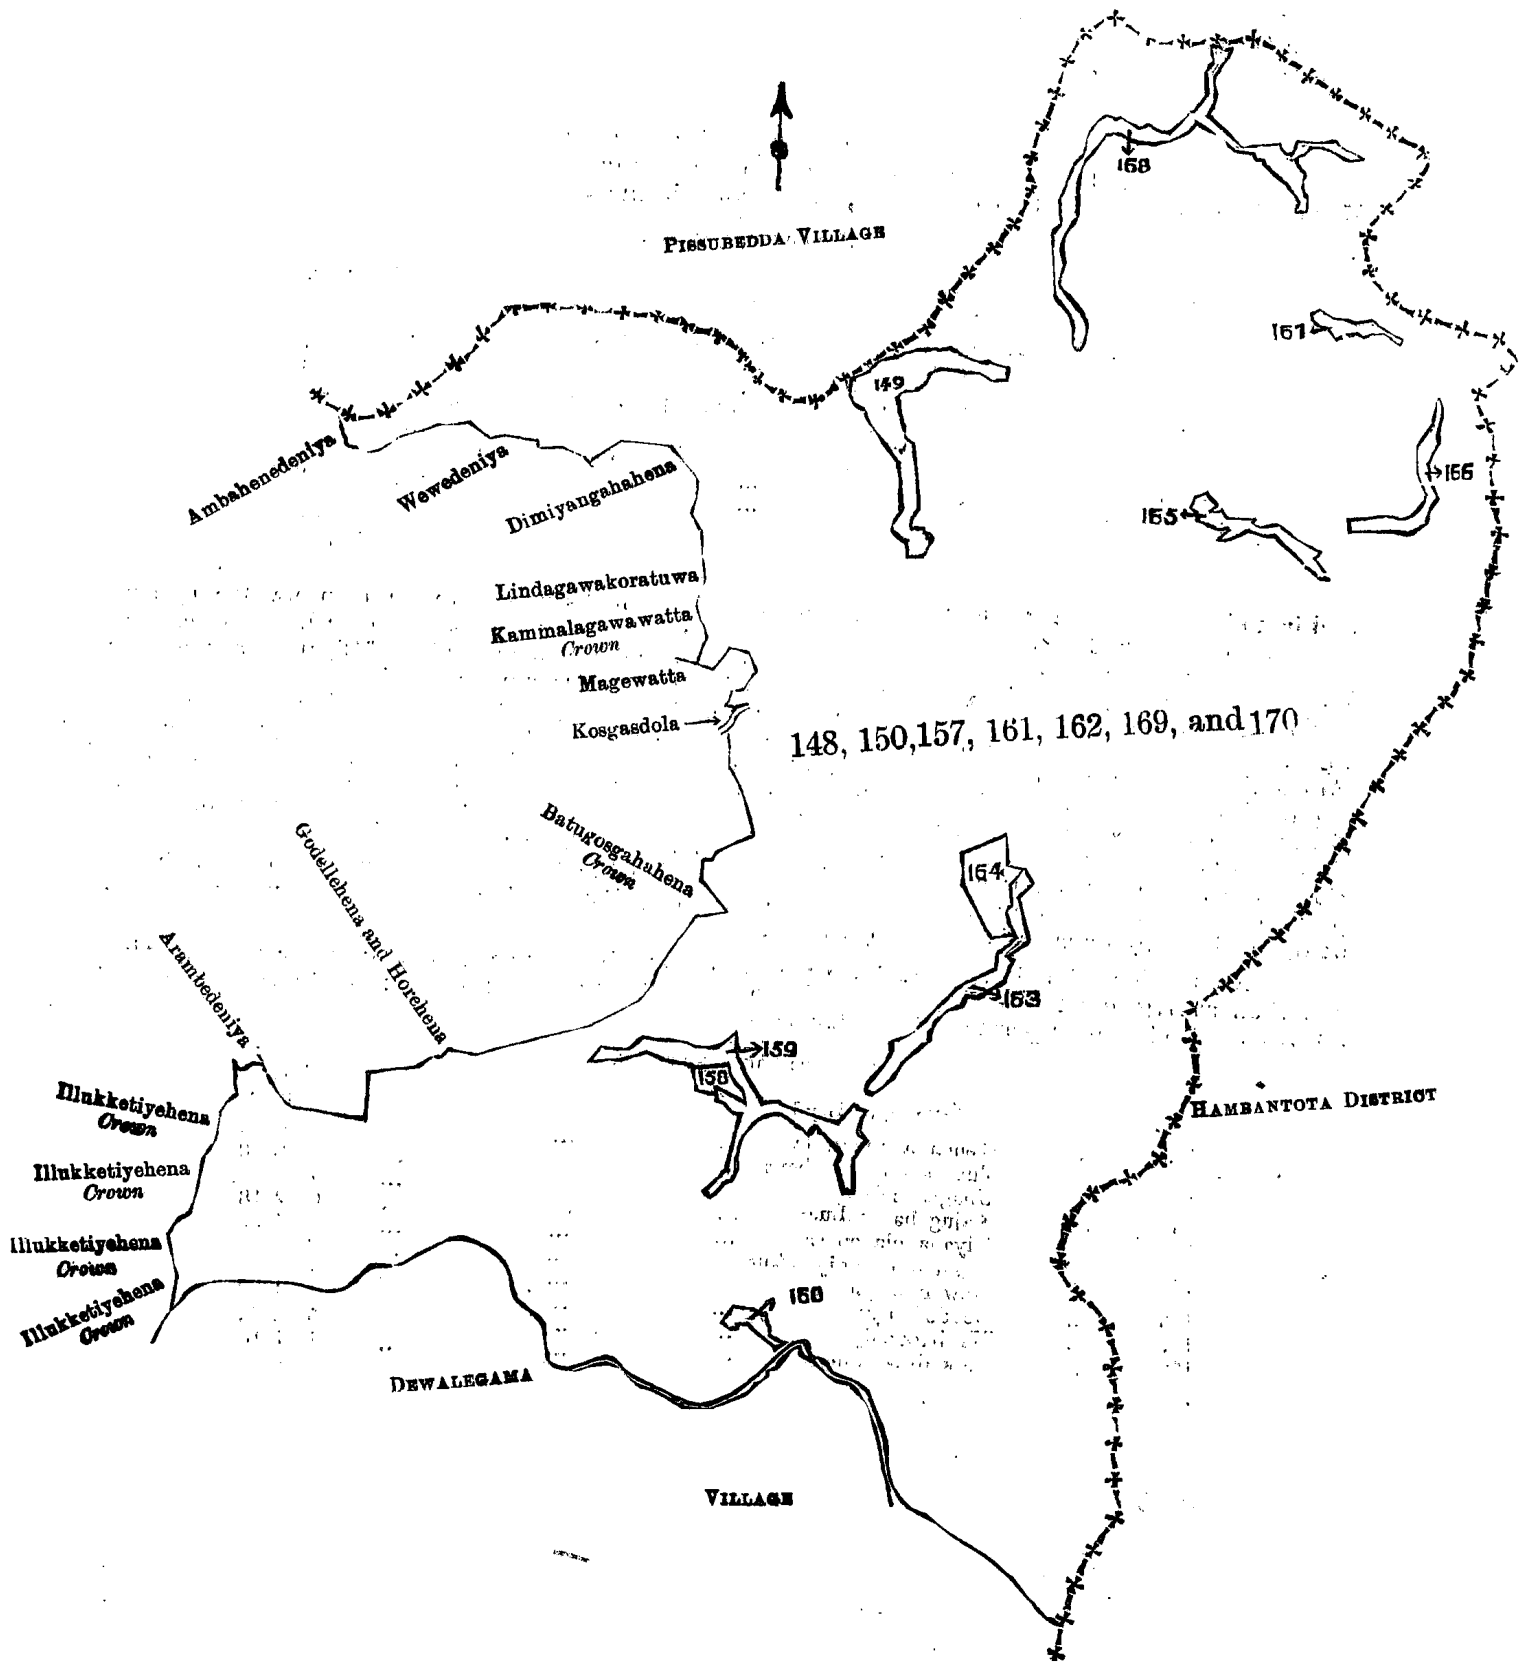 168
PISSUBEDDA VILLAGE
167
149
Ambahenedeniya
Wewedeniya
Dimiyangahahena
166
165
Lindagawakoratuwa
Kammalagawawatta
Crown
Magewatta
Kosgasdola
148, 150, 157, 161, 162, 169, and 170
Batugosgahahena
Crown
Godellehena and Horehena
164
Arambedeniya
163
159
158
Illukketiyehena
Crown
HAMBANTOTA DISTRICT
Illukketiyehena
Crown
Illukketiyehena
Crown
Illukketiyehena
Crown
160
DEWALEGAMA
VILLAGE